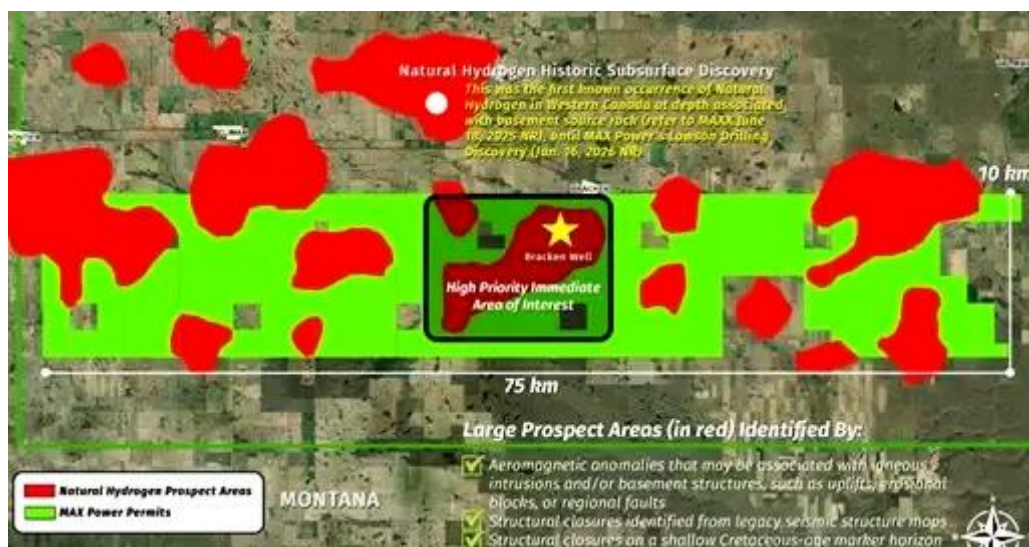 Natural Hydrogen Historic Subsurface Discovery
This was the first known occurrence of Natural
Hydrogen in Western Canada at depth associated
with basement source rock (refer to MAXX June
18, 2025 NR), until MAX Power's Lawson Drilling
Discovery (Jan. 16, 2026 NR)
10 km
Bracken Well
High Priority Immediate
Area of Interest
75 km
Large Prospect Areas (in red) Identified By:
Aeromagnetic anomalies that may be associated with igneous
intrusions and/or basement structures, such as uplifts, erosional
blocks, or regional faults
Structural closures identified from legacy seismic structure maps
Structural closures on a shallow Cretaceous-age marker horizon
Natural Hydrogen Prospect Areas
MAX Power Permits
MONTANA